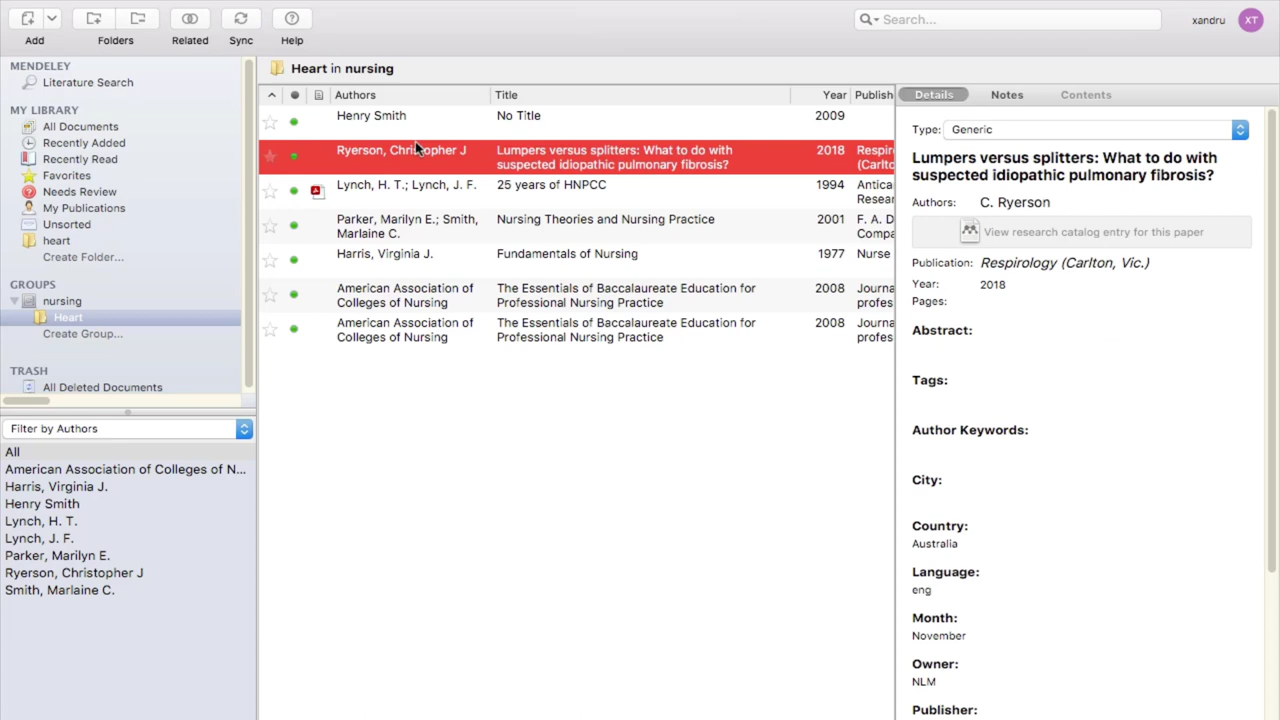 Search...
xandru
XT
Add
Folders
Related
Sync
Help
MENDELEY
Literature Search
MY LIBRARY
All Documents
Recently Added
Recently Read
Favorites
Needs Review
My Publications
Unsorted
heart
Create Folder...
GROUPS
nursing
Heart
Create Group...
TRASH
All Deleted Documents
Filter by Authors
All
American Association of Colleges of N...
Harris, Virginia J.
Henry Smith
Lynch, H. T.
Lynch, J. F.
Parker, Marilyn E.
Ryerson, Christopher J
Smith, Marlaine C.
Heart in nursing
Authors Title Year Publish
Henry Smith No Title 2009
Ryerson, Christopher J Lumpers versus splitters: What to do with 2018 Respiro
suspected idiopathic pulmonary fibrosis? (Carlto
Lynch, H. T.; Lynch, J. F. 25 years of HNPCC 1994 Antica
Resear
Parker, Marilyn E.; Smith, Nursing Theories and Nursing Practice 2001 F. A. D
Marlaine C. Compa
Harris, Virginia J. Fundamentals of Nursing 1977 Nurse
American Association of The Essentials of Baccalaureate Education for 2008 Journa
Colleges of Nursing Professional Nursing Practice profes
American Association of The Essentials of Baccalaureate Education for 2008 Journa
Colleges of Nursing Professional Nursing Practice profes
Details Notes Contents
Type: Generic
Lumpers versus splitters: What to do with
suspected idiopathic pulmonary fibrosis?
Authors: C. Ryerson
View research catalog entry for this paper
Publication: Respirology (Carlton, Vic.)
Year: 2018
Pages:
Abstract:
Tags:
Author Keywords:
City:
Country:
Australia
Language:
eng
Month:
November
Owner:
NLM
Publisher: